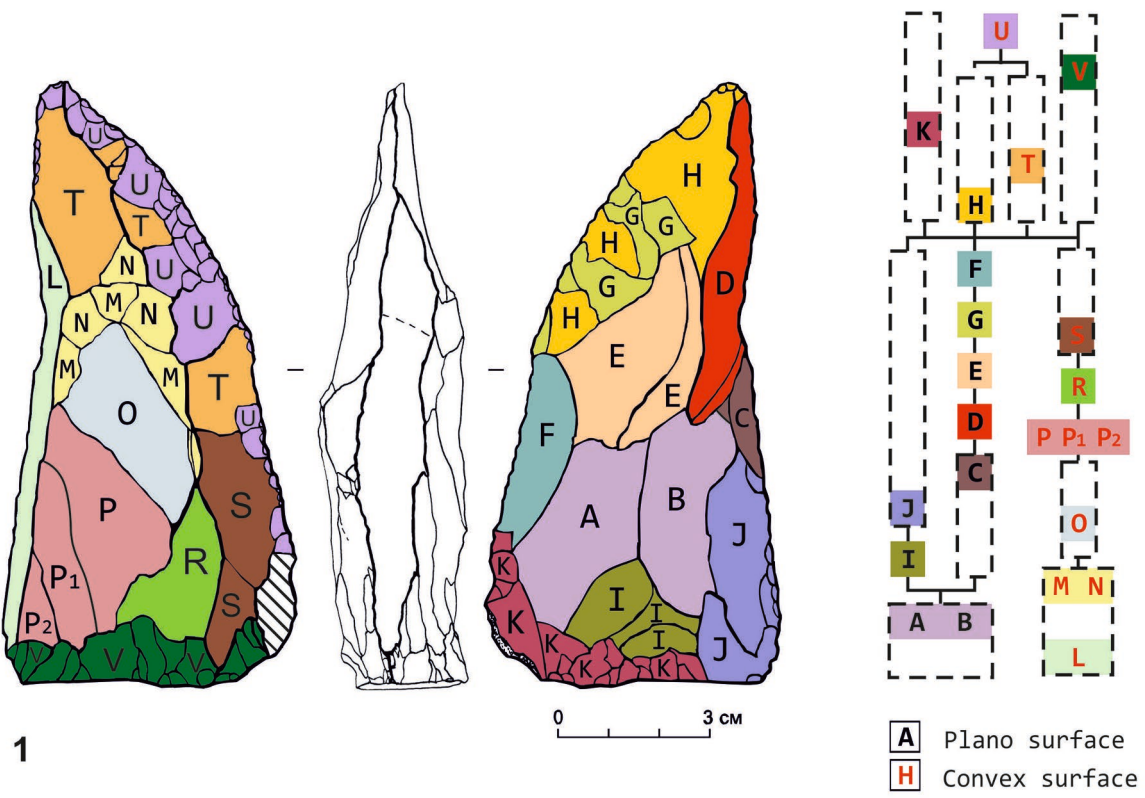 U
T
U
T
N
U
L
M
N
N
U
M
M
T
O
U
P
S
R
P1
S
P2
V
V
V
H
G
G
H
G
D
H
E
E
C
F
B
A
J
K
I
I
K
I
K
J
K
K
0 3 см
1
U
V
K
T
H
F
G
S
E
R
D
P P1 P2
C
J
O
I
M N
A B
L
A Plano surface
H Convex surface